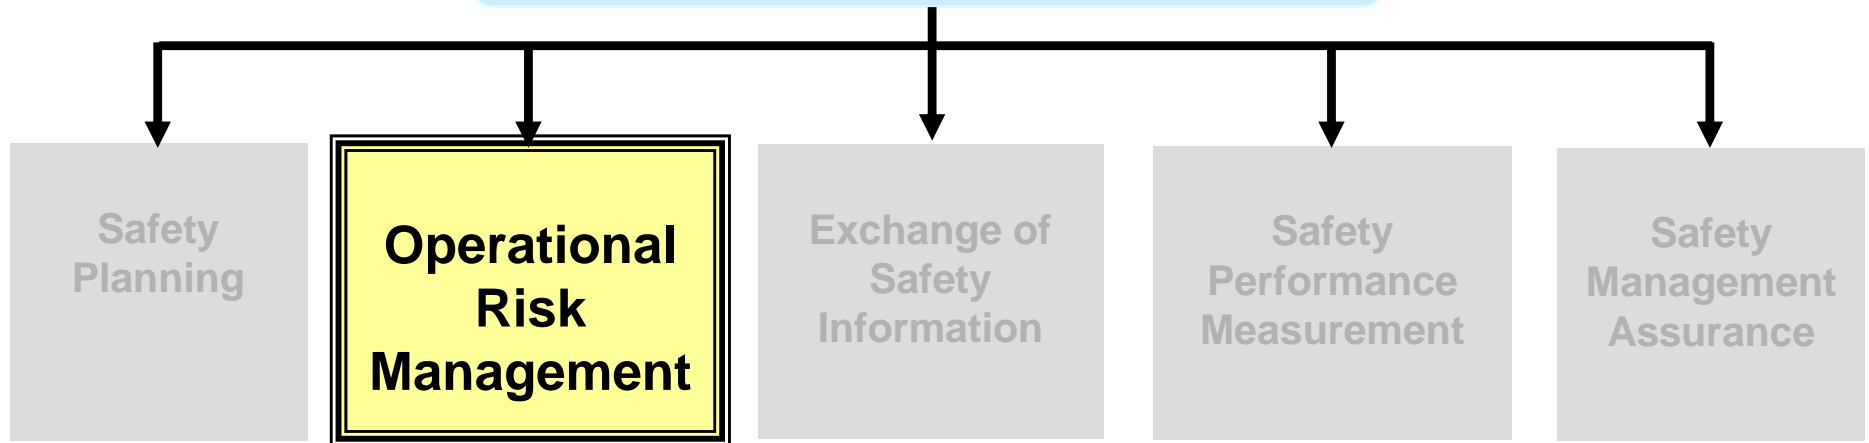 Safety
Planning
Operational
Risk
Management
Exchange of
Safety
Information
Safety
Performance
Measurement
Safety
Management
Assurance